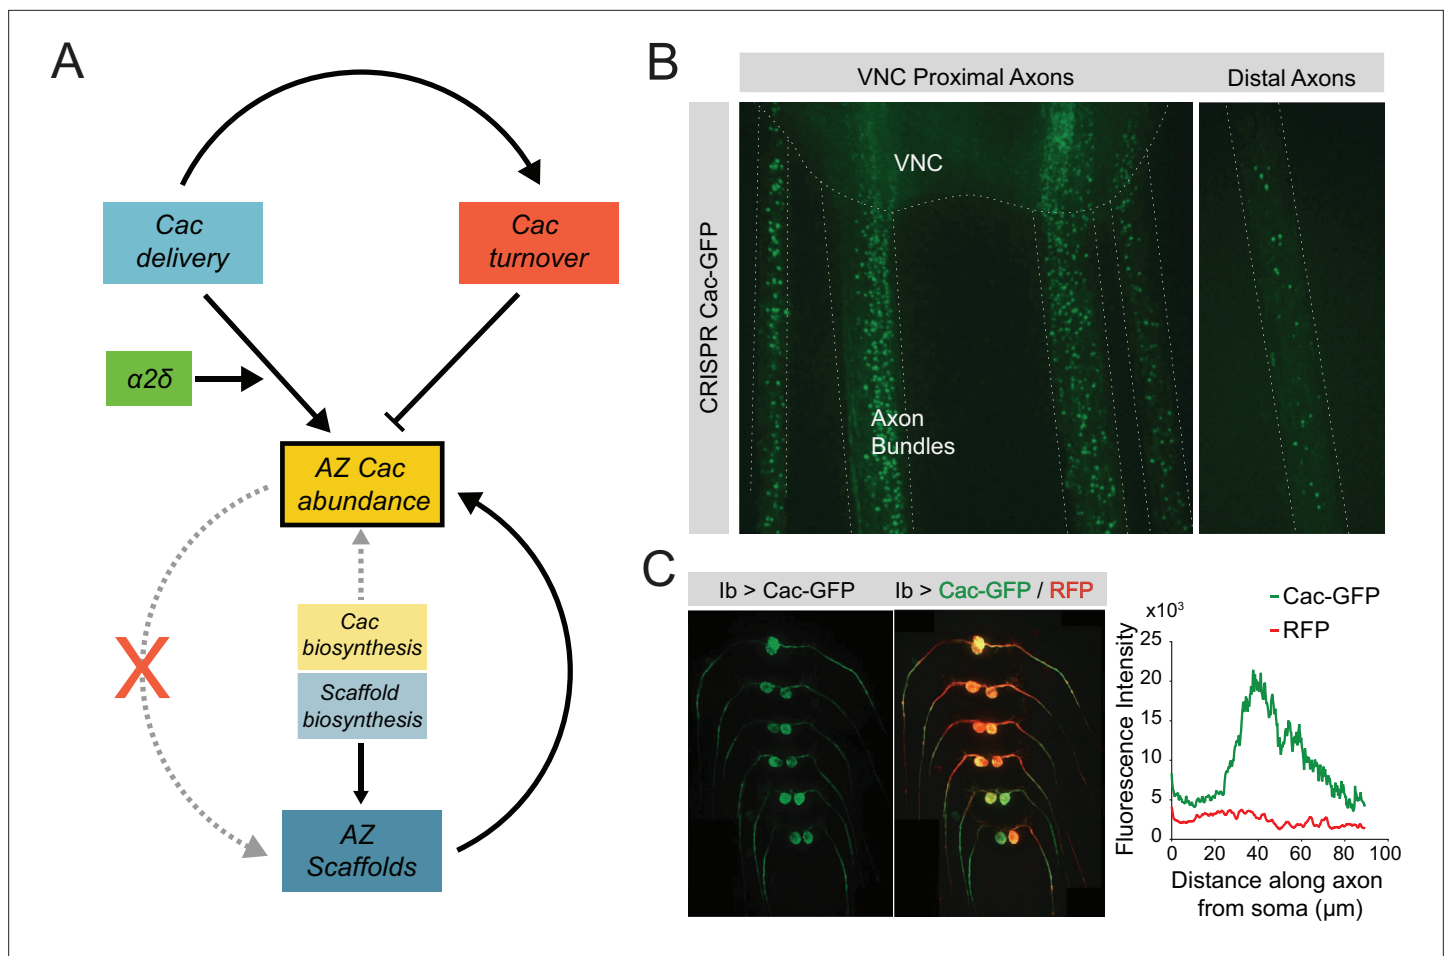 A
Cac
delivery
Cac
turnover
α2δ
AZ Cac
abundance
Cac
biosynthesis
Scaffold
biosynthesis
X
AZ
Scaffolds
B
VNC Proximal Axons
Distal Axons
CRISPR Cac-GFP
VNC
Axon
Bundles
C
Ib > Cac-GFP
Ib > Cac-GFP / RFP
Cac-GFP
RFP
x10³
Fluorescence Intensity
25
20
15
10
5
0
0 20 40 60 80 100
Distance along axon
from soma (µm)